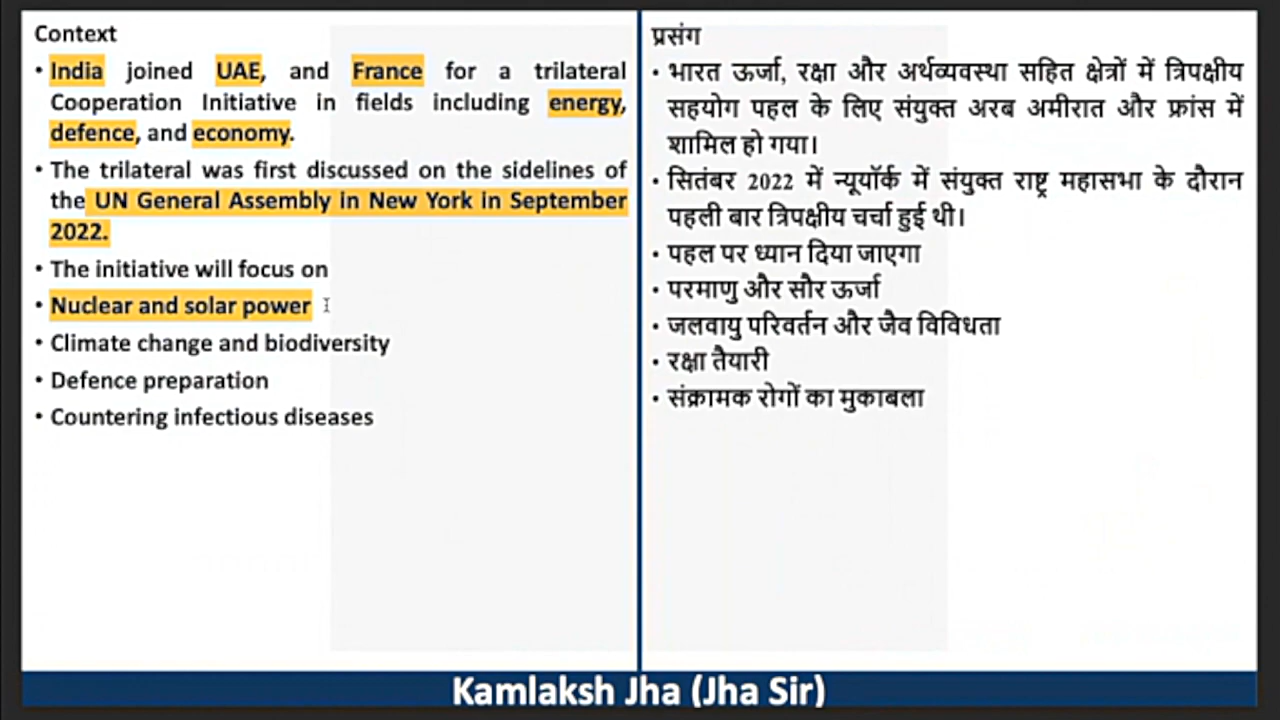 Context
• India joined UAE, and France for a trilateral
Cooperation Initiative in fields including energy,
defence, and economy.
• The trilateral was first discussed on the sidelines of
the UN General Assembly in New York in September
2022.
• The initiative will focus on
• Nuclear and solar power
• Climate change and biodiversity
• Defence preparation
• Countering infectious diseases
प्रसंग
• भारत ऊर्जा, रक्षा और अर्थव्यवस्था सहित क्षेत्रों में त्रिपक्षीय
सहयोग पहल के लिए संयुक्त अरब अमीरात और फ्रांस में
शामिल हो गया।
• सितंबर 2022 में न्यूयॉर्क में संयुक्त राष्ट्र महासभा के दौरान
पहली बार त्रिपक्षीय चर्चा हुई थी।
• पहल पर ध्यान दिया जाएगा
• परमाणु और सौर ऊर्जा
• जलवायु परिवर्तन और जैव विविधता
• रक्षा तैयारी
• संक्रामक रोगों का मुकाबला
Kamlaksh Jha (Jha Sir)